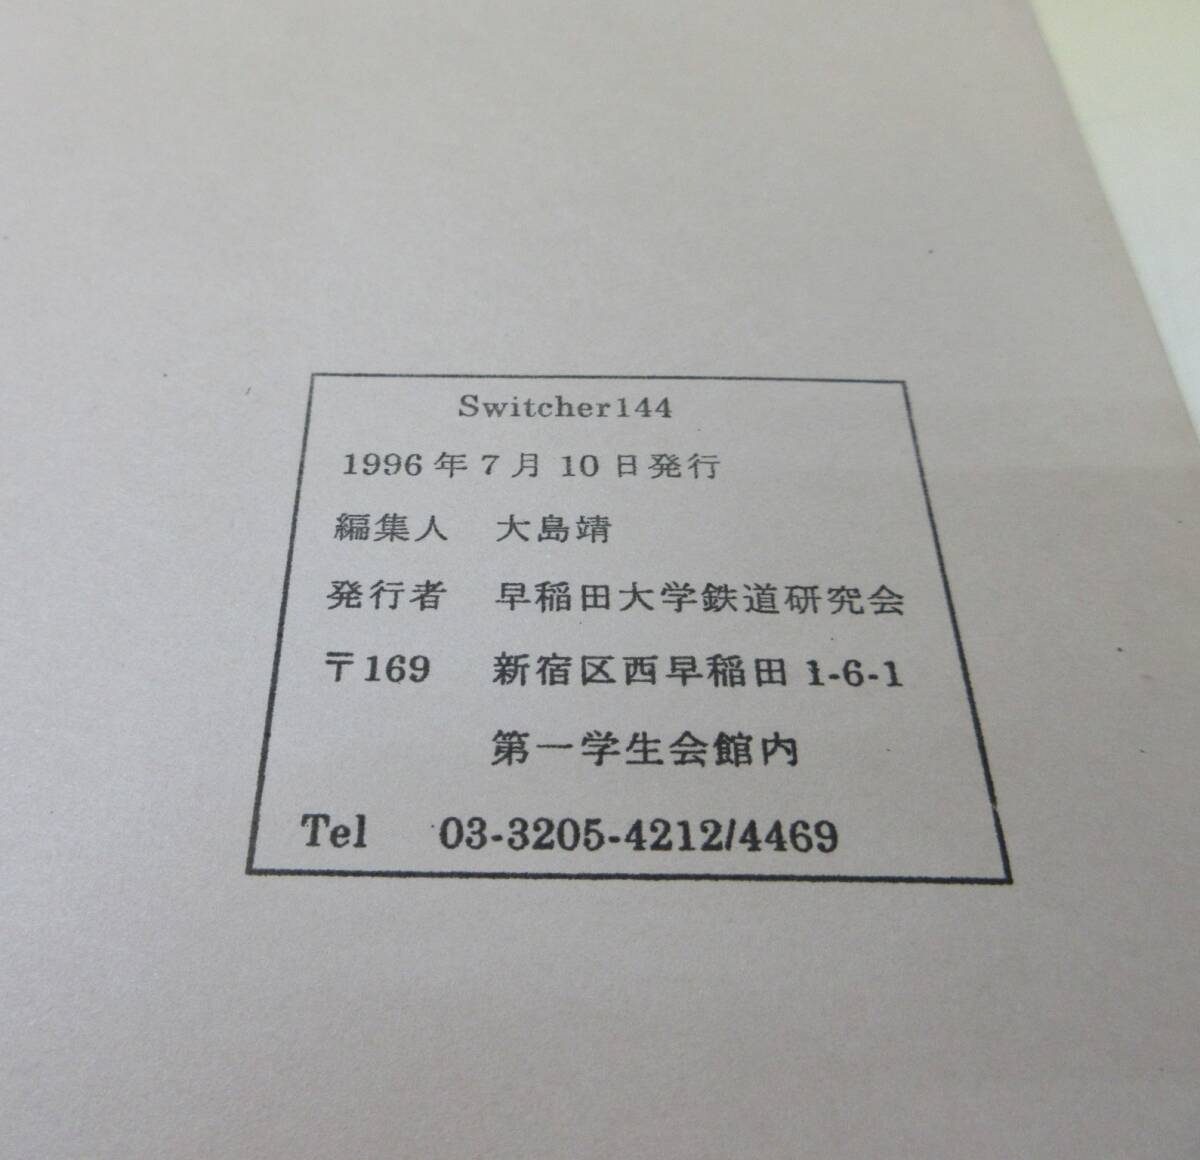 Switcher144
1996年7月10日発行
編集人 大島靖
発行者 早稲田大学鉄道研究会
〒169 新宿区西早稲田1-6-1
第一学生会館内
Tel 03-3205-4212/4469